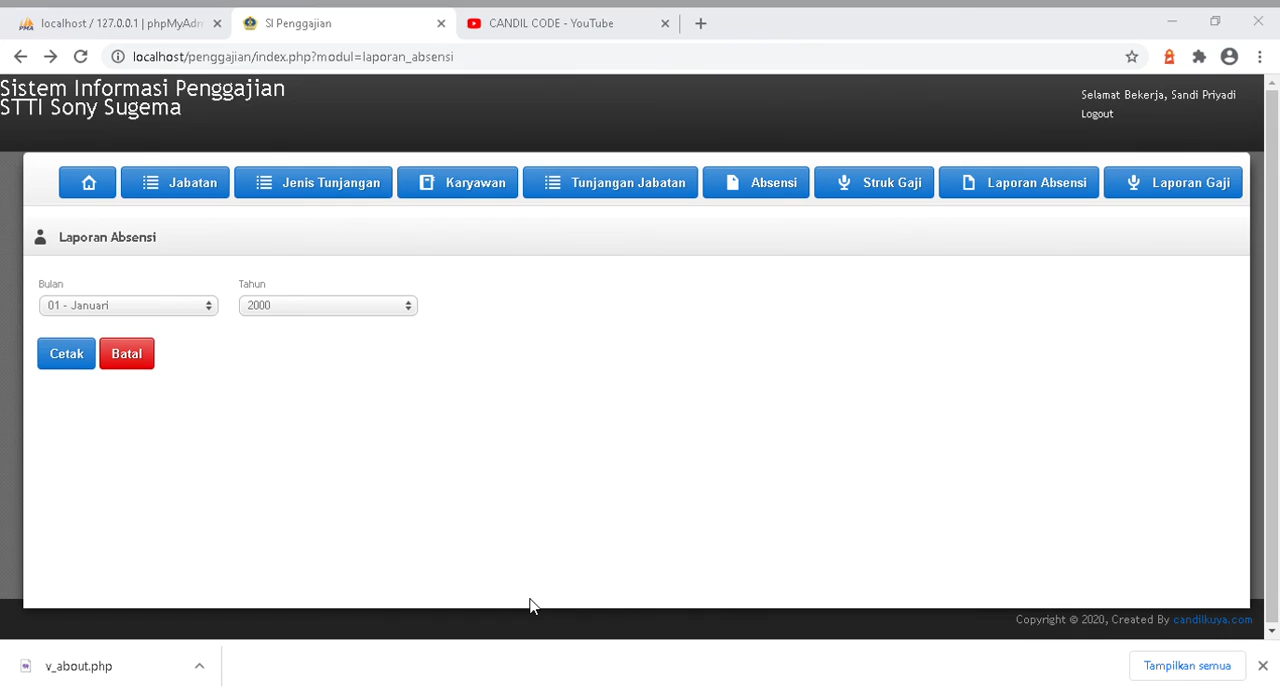 localhost / 127.0.0.1 | phpMyAdm
SI Penggajian
CANDIL CODE - YouTube
localhost/penggajian/index.php?modul=laporan_absensi
Sistem Informasi Penggajian
STTI Sony Sugema
Selamat Bekerja, Sandi Priyadi
Logout
Jabatan
Jenis Tunjangan
Karyawan
Tunjangan Jabatan
Absensi
Struk Gaji
Laporan Absensi
Laporan Gaji
Laporan Absensi
Bulan
Tahun
01 - Januari
2000
Cetak
Batal
Copyright © 2020, Created By candilkuya.com
v_about.php
Tampilkan semua